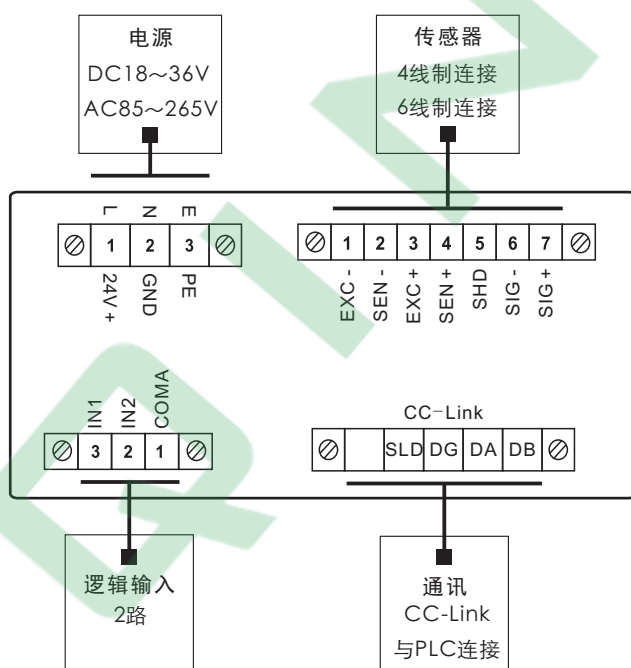 电源
DC18～36V
AC85～265V
传感器
4线制连接
6线制连接
L N E
1 2 3
24V+ GND PE
1 2 3 4 5 6 7
EXC- SEN- EXC+ SEN+ SHD SIG- SIG+
IN1 IN2 COMA
3 2 1
CC-Link
SLD DG DA DB
逻辑输入
2路
通讯
CC-Link
与PLC连接
QIN